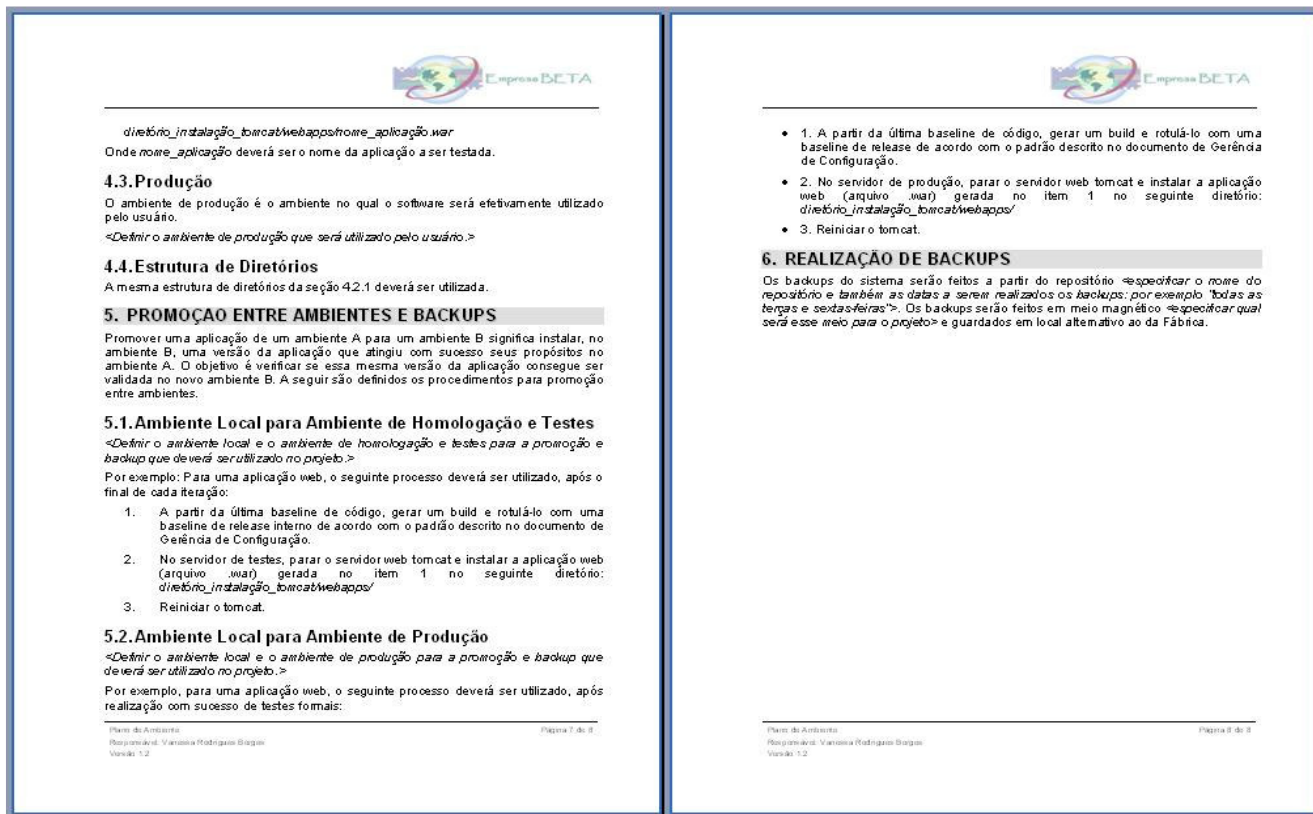 Empresa BETA
diretório_instalação_tomcat/webapps/nome_aplicação.war
Onde nome_aplicação deverá ser o nome da aplicação a ser testada.
4.3.Produção
O ambiente de produção é o ambiente no qual o software será efetivamente utilizado
pelo usuário.
<Definir o ambiente de produção que será utilizado pelo usuário.>
4.4.Estrutura de Diretórios
A mesma estrutura de diretórios da seção 4.2.1 deverá ser utilizada.
5. PROMOÇAO ENTRE AMBIENTES E BACKUPS
Promover uma aplicação de um ambiente A para um ambiente B significa instalar, no
ambiente B, uma versão da aplicação que atingiu com sucesso seus propósitos no
ambiente A. O objetivo é verificar se essa mesma versão da aplicação consegue ser
validada no novo ambiente B. A seguir são definidos os procedimentos para promoção
entre ambientes.
5.1.Ambiente Local para Ambiente de Homologação e Testes
<Definir o ambiente local e o ambiente de homologação e testes para a promoção e
backup que deverá ser utilizado no projeto.>
Por exemplo: Para uma aplicação web, o seguinte processo deverá ser utilizado, após o
final de cada iteração:
1. A partir da última baseline de código, gerar um build e rotulá-lo com uma
baseline de release interno de acordo com o padrão descrito no documento de
Gerência de Configuração.
2. No servidor de testes, parar o servidor web tomcat e instalar a aplicação web
(arquivo .war) gerada no item 1 no seguinte diretório:
diretório_instalação_tomcat/webapps/
3. Reiniciar o tomcat.
5.2.Ambiente Local para Ambiente de Produção
<Definir o ambiente local e o ambiente de produção para a promoção e backup que
deverá ser utilizado no projeto.>
Por exemplo, para uma aplicação web, o seguinte processo deverá ser utilizado, após
realização com sucesso de testes formais:
Plano de Ambiente Página 7 de 8
Responsável: Vanessa Rodrigues Borges
Versão 1.2
Empresa BETA
• 1. A partir da última baseline de código, gerar um build e rotulá-lo com uma
baseline de release de acordo com o padrão descrito no documento de Gerência
de Configuração.
• 2. No servidor de produção, parar o servidor web tomcat e instalar a aplicação
web (arquivo .war) gerada no item 1 no seguinte diretório:
diretório_instalação_tomcat/webapps/
• 3. Reiniciar o tomcat.
6. REALIZAÇÃO DE BACKUPS
Os backups do sistema serão feitos a partir do repositório <especificar o nome do
repositório e também as datas a serem realizados os backups: por exemplo "todas as
terças e sextas-feiras">. Os backups serão feitos em meio magnético <especificar qual
será esse meio para o projeto> e guardados em local alternativo ao da Fábrica.
Plano de Ambiente Página 8 de 8
Responsável: Vanessa Rodrigues Borges
Versão 1.2